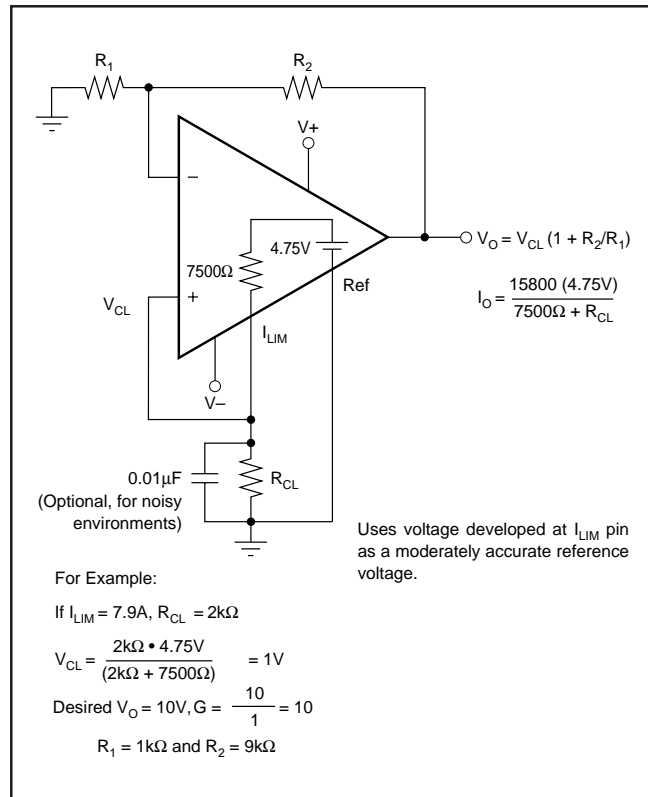 R1
R2
V+
−
4.75V
7500Ω
Ref
VCL
+
ILIM
V–
VO = VCL (1 + R2/R1)
IO = 15800 (4.75V) / 7500Ω + RCL
0.01µF
(Optional, for noisy
environments)
RCL
Uses voltage developed at ILIM pin
as a moderately accurate reference
voltage.
For Example:
If ILIM = 7.9A, RCL = 2kΩ
VCL = 2kΩ • 4.75V / (2kΩ + 7500Ω) = 1V
Desired VO = 10V, G = 10 / 1 = 10
R1 = 1kΩ and R2 = 9kΩ